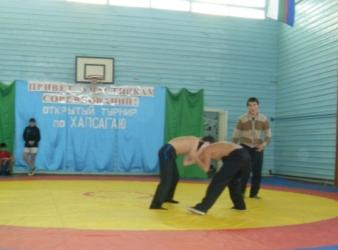 ПРИВЕТ УЧАСТНИКАМ
СОРЕВНОВАНИЙ!
ОТКРЫТЫЙ ТУРНИР
по ХАПСАГАЮ